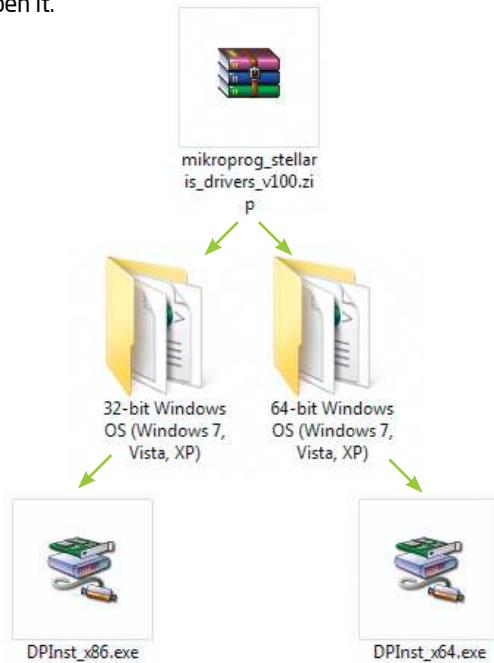 pen it.
mikroprog_stellar
is_drivers_v100.zi
p
32-bit Windows
OS (Windows 7,
Vista, XP)
64-bit Windows
OS (Windows 7,
Vista, XP)
DPInst_x86.exe
DPInst_x64.exe